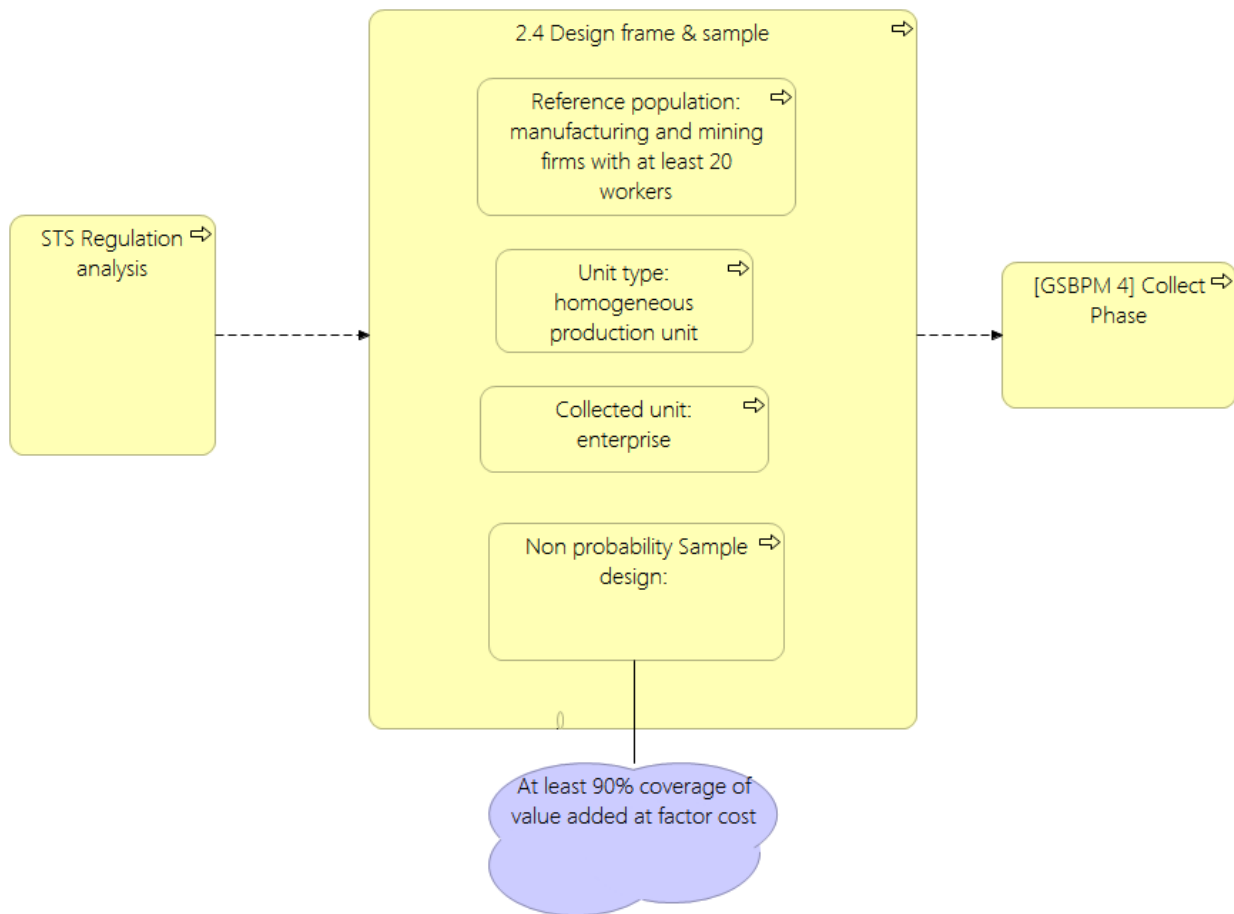 2.4 Design frame & sample
Reference population:
manufacturing and mining
firms with at least 20
workers
STS Regulation
analysis
Unit type:
homogeneous
production unit
[GSBPM 4] Collect
Phase
Collected unit:
enterprise
Non probability Sample
design:
At least 90% coverage of
value added at factor cost